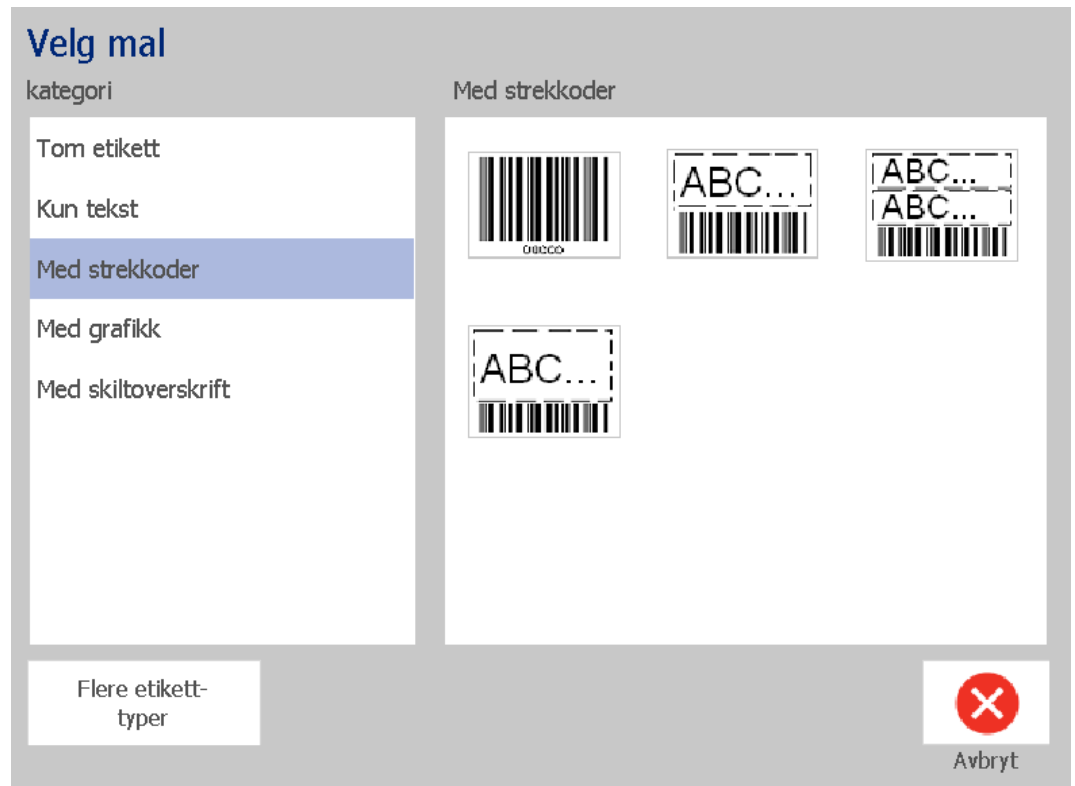 Velg mal
kategori
Med strekkoder
Tom etikett
Kun tekst
Med strekkoder
Med grafikk
Med skiltoverskrift
ABC...
ABC...
ABC...
ABC...
Flere etikett-
typer
Avbryt